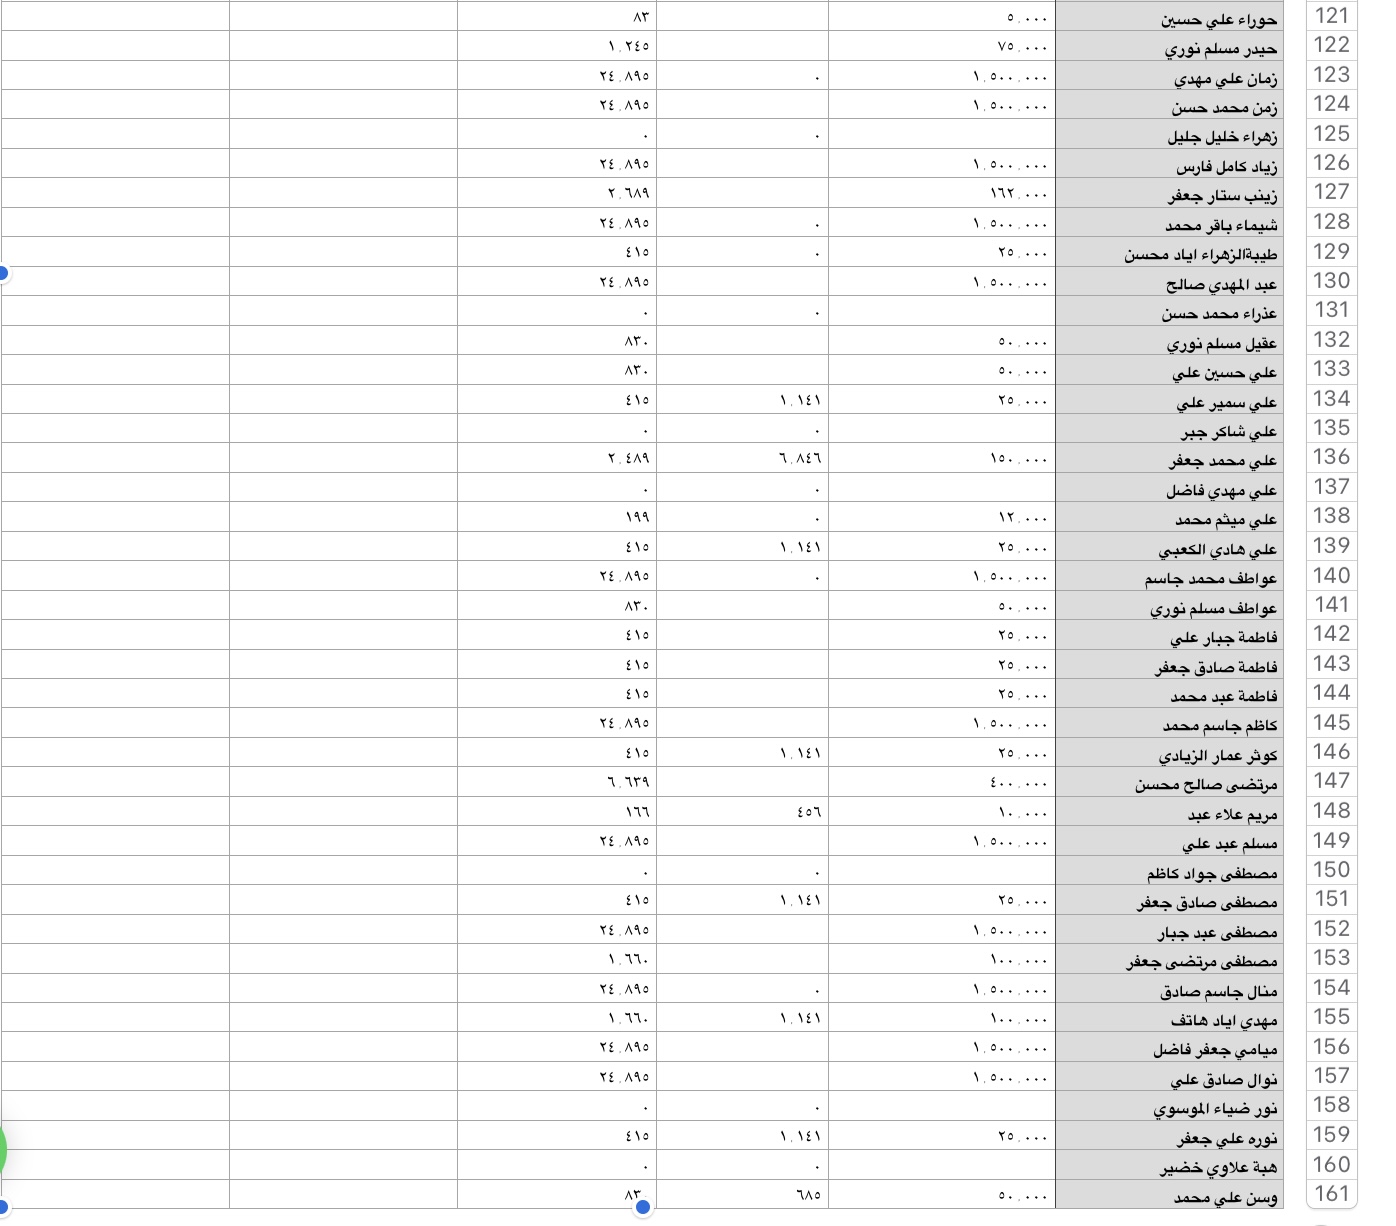 121 حوراء علي حسين ٥.٠٠٠ ٨٣
122 حيدر مسلم نوري ٧٥.٠٠٠ ١.٢٤٥
123 زمان علي مهدي ١.٥٠٠.٠٠٠ ٠ ٢٤.٨٩٥
124 زمن محمد حسن ١.٥٠٠.٠٠٠ ٢٤.٨٩٥
125 زهراء خليل جليل ٠ ٠
126 زياد كامل فارس ١.٥٠٠.٠٠٠ ٢٤.٨٩٥
127 زينب ستار جعفر ١٦٢.٠٠٠ ٢.٦٨٩
128 شيماء باقر محمد ١.٥٠٠.٠٠٠ ٠ ٢٤.٨٩٥
129 طيبةالزهراء اياد محسن ٢٥.٠٠٠ ٠ ٤١٥
130 عبد المهدي صالح ١.٥٠٠.٠٠٠ ٢٤.٨٩٥
131 عذراء محمد حسن ٠ ٠
132 عقيل مسلم نوري ٥٠.٠٠٠ ٨٣٠
133 علي حسين علي ٥٠.٠٠٠ ٨٣٠
134 علي سمير علي ٢٥.٠٠٠ ١.١٤١ ٤١٥
135 علي شاكر جبر ٠ ٠
136 علي محمد جعفر ١٥٠.٠٠٠ ٦.٨٤٦ ٢.٤٨٩
137 علي مهدي فاضل ٠ ٠
138 علي ميثم محمد ١٢.٠٠٠ ٠ ١٩٩
139 علي هادي الكعبي ٢٥.٠٠٠ ١.١٤١ ٤١٥
140 عواطف محمد جاسم ١.٥٠٠.٠٠٠ ٠ ٢٤.٨٩٥
141 عواطف مسلم نوري ٥٠.٠٠٠ ٨٣٠
142 فاطمة جبار علي ٢٥.٠٠٠ ٤١٥
143 فاطمة صادق جعفر ٢٥.٠٠٠ ٤١٥
144 فاطمة عبد محمد ٢٥.٠٠٠ ٤١٥
145 كاظم جاسم محمد ١.٥٠٠.٠٠٠ ٢٤.٨٩٥
146 كوثر عمار الزيادي ٢٥.٠٠٠ ١.١٤١ ٤١٥
147 مرتضى صالح محسن ٤٠٠.٠٠٠ ٦.٦٣٩
148 مريم علاء عبد ١٠.٠٠٠ ٤٥٦ ١٦٦
149 مسلم عبد علي ١.٥٠٠.٠٠٠ ٢٤.٨٩٥
150 مصطفى جواد كاظم ٠ ٠
151 مصطفى صادق جعفر ٢٥.٠٠٠ ١.١٤١ ٤١٥
152 مصطفى عبد جبار ١.٥٠٠.٠٠٠ ٢٤.٨٩٥
153 مصطفى مرتضى جعفر ١٠٠.٠٠٠ ١.٦٦٠
154 منال جاسم صادق ١.٥٠٠.٠٠٠ ٠ ٢٤.٨٩٥
155 مهدي اياد هاتف ١٠٠.٠٠٠ ١.١٤١ ١.٦٦٠
156 ميامي جعفر فاضل ١.٥٠٠.٠٠٠ ٢٤.٨٩٥
157 نوال صادق علي ١.٥٠٠.٠٠٠ ٢٤.٨٩٥
158 نور ضياء الموسوي ٠ ٠
159 نوره علي جعفر ٢٥.٠٠٠ ١.١٤١ ٤١٥
160 هبة علاوي خضير ٠ ٠
161 وسن علي محمد ٥٠.٠٠٠ ٦٨٥ ٨٣٠